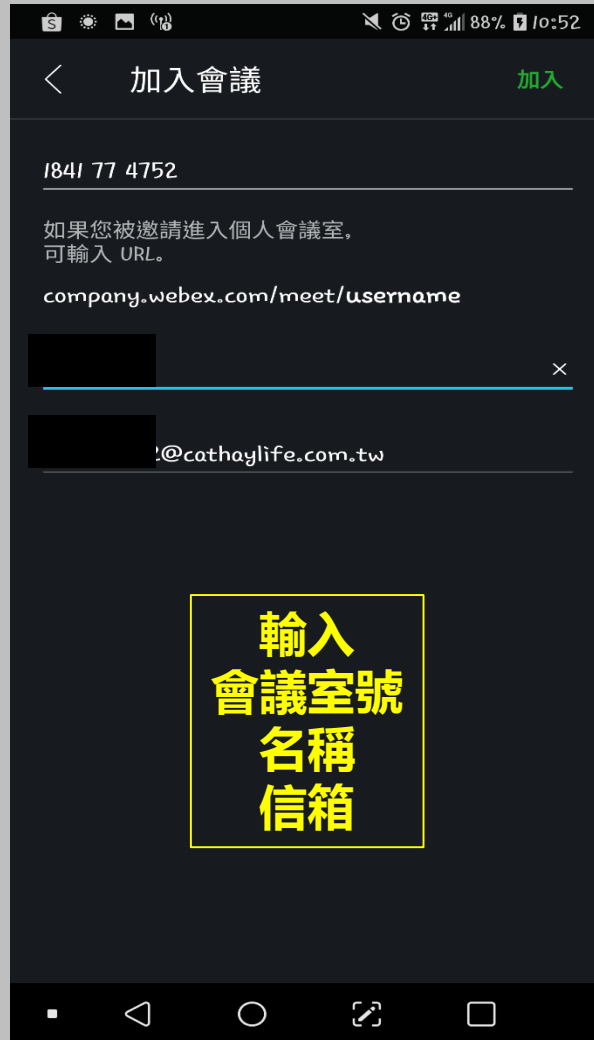 88% 10:52
加入會議 加入
1841 77 4752
如果您被邀請進入個人會議室,
可輸入 URL。
company.webex.com/meet/username
2@cathaylife.com.tw
輸入
會議室號
名稱
信箱